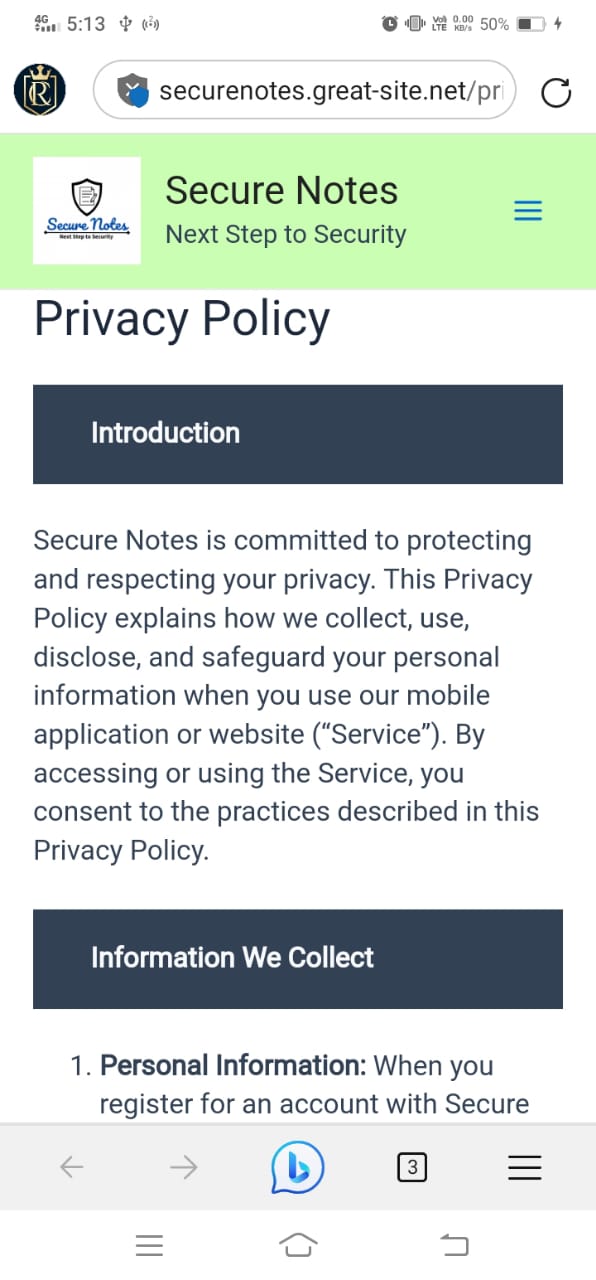 4G 5:13 Vo) LTE 0.00 KB/s 50%
R securenotes.great-site.net/pri
Secure Notes
Next Step to Security
Secure Notes
Next Step to Security
Privacy Policy
Introduction
Secure Notes is committed to protecting
and respecting your privacy. This Privacy
Policy explains how we collect, use,
disclose, and safeguard your personal
information when you use our mobile
application or website (“Service”). By
accessing or using the Service, you
consent to the practices described in this
Privacy Policy.
Information We Collect
1. Personal Information: When you
register for an account with Secure
b 3